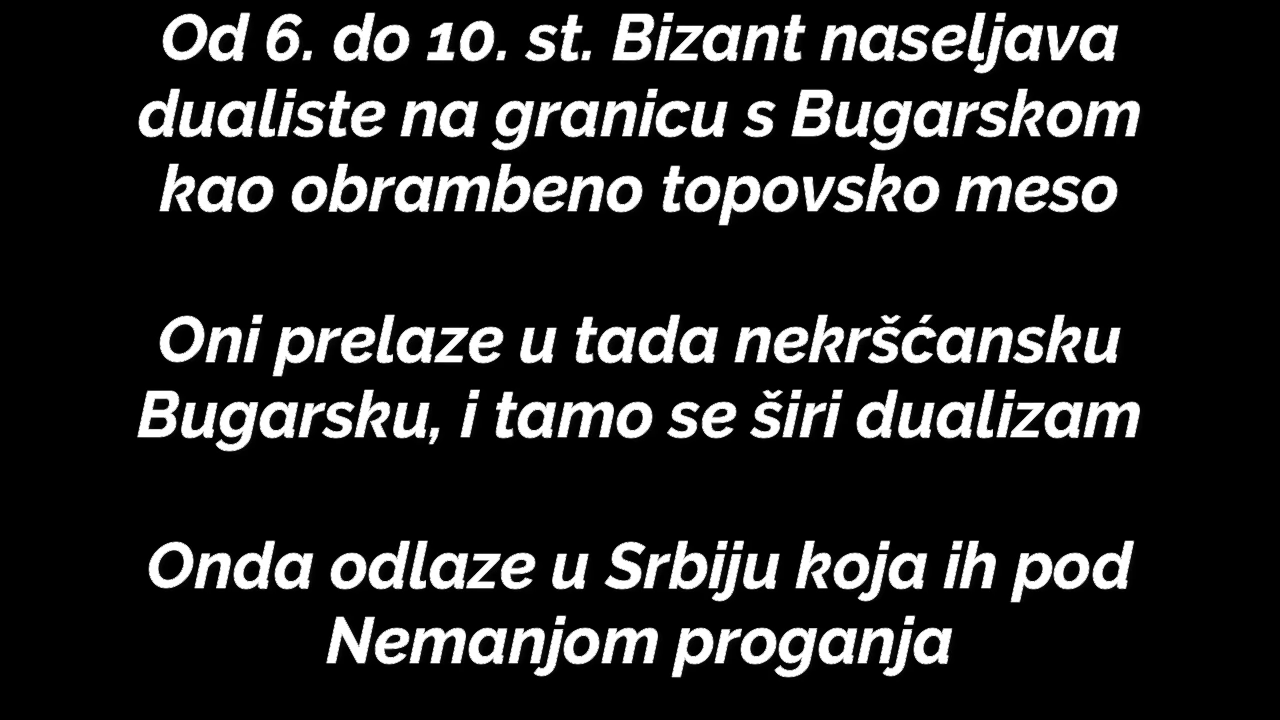 Od 6. do 10. st. Bizant naseljava
dualiste na granicu s Bugarskom
kao obrambeno topovsko meso
Oni prelaze u tada nekršćansku
Bugarsku, i tamo se širi dualizam
Onda odlaze u Srbiju koja ih pod
Nemanjom proganja